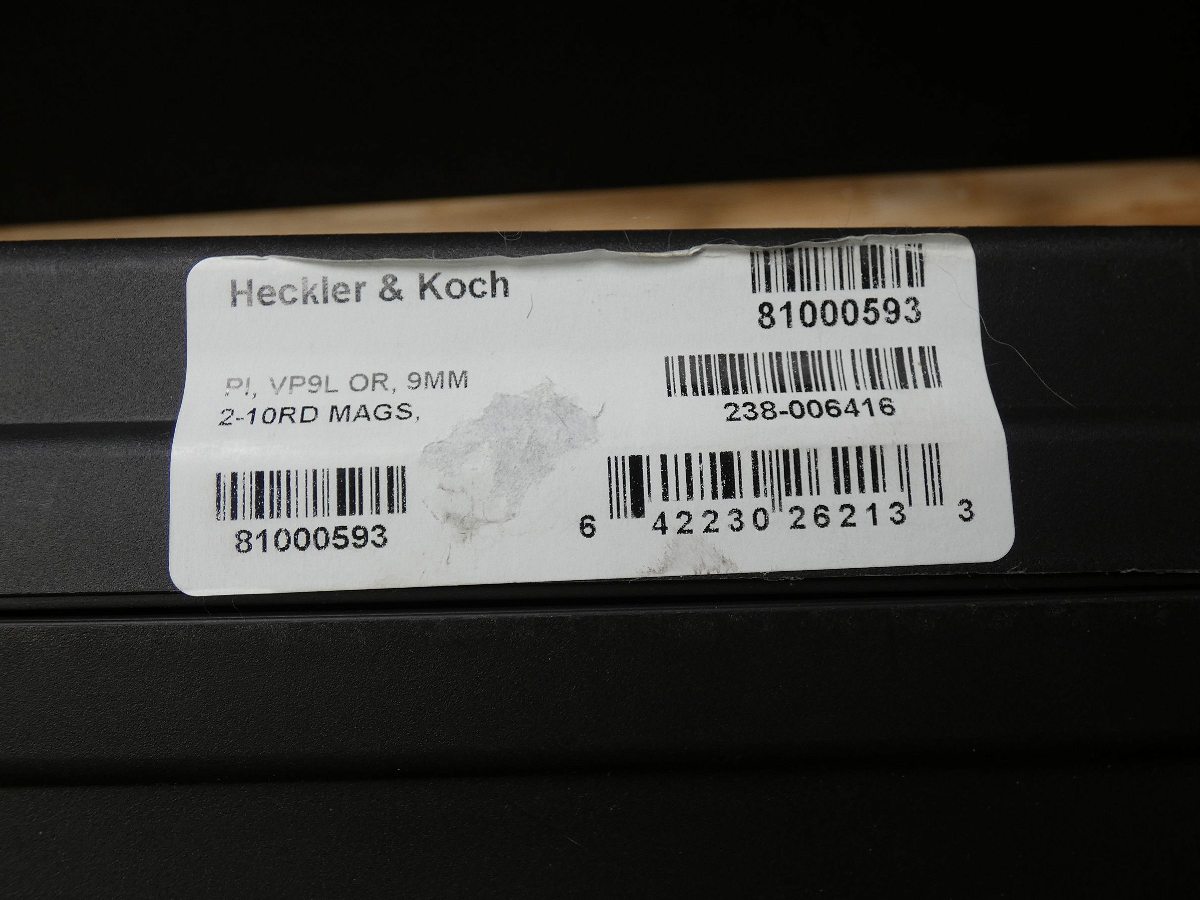 Heckler & Koch
81000593
PI, VP9L OR, 9MM
2-10RD MAGS,
238-006416
81000593
6 42230 26213 3